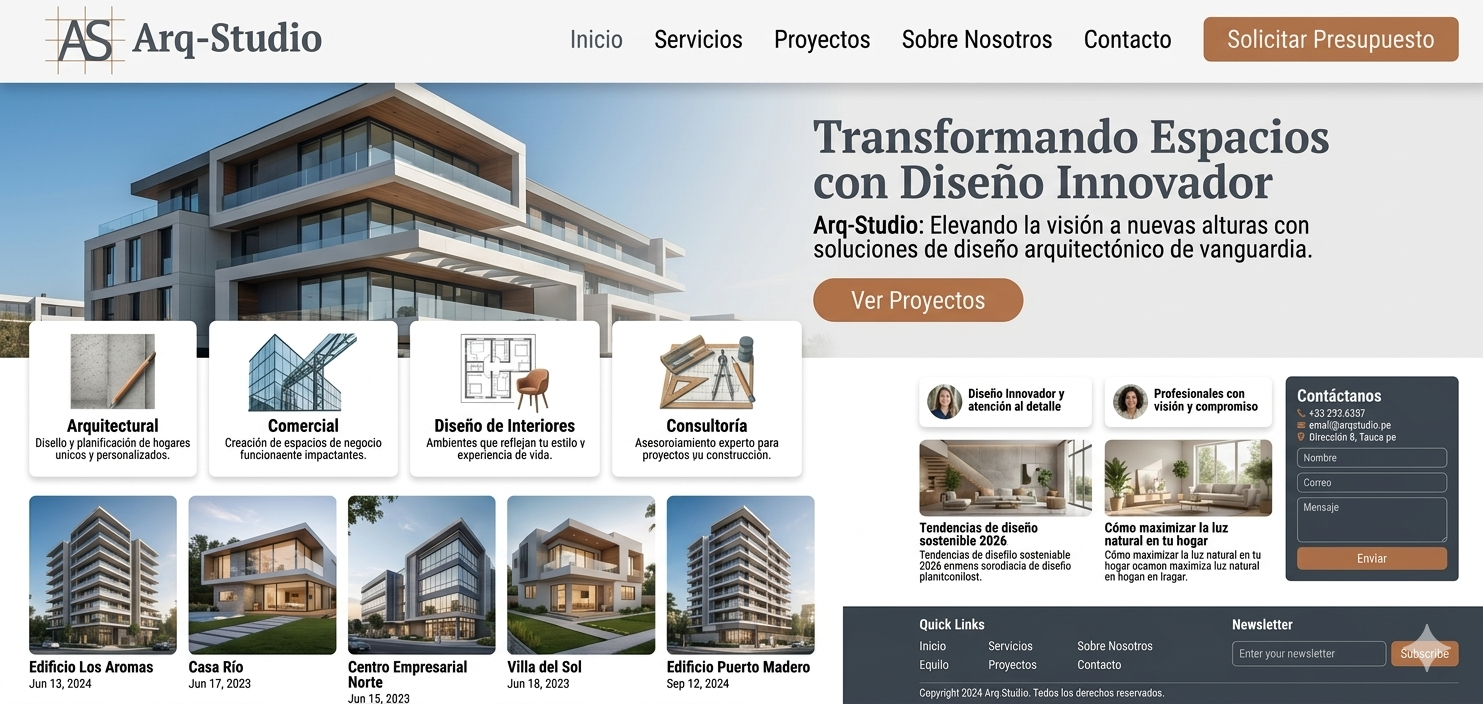 AS Arq-Studio
Inicio Servicios Proyectos Sobre Nosotros Contacto Solicitar Presupuesto
Transformando Espacios
con Diseño Innovador
Arq-Studio: Elevando la visión a nuevas alturas con
soluciones de diseño arquitectónico de vanguardia.
Ver Proyectos
Arquitectural
Disello y planificación de hogares
unicos y personalizados.
Comercial
Creación de espacios de negocio
funcionaente impactantes.
Diseño de Interiores
Ambientes que reflejan tu estilo y
experiencia de vida.
Consultoría
Asesoroiamiento experto para
proyectos yu construcción.
Edificio Los Aromas
Jun 13, 2024
Casa Río
Jun 17, 2023
Centro Empresarial
Norte
Jun 15, 2023
Villa del Sol
Jun 18, 2023
Edificio Puerto Madero
Sep 12, 2024
Diseño Innovador y
atención al detalle
Profesionales con
visión y compromiso
Tendencias de diseño
sostenible 2026
Tendencias de disefilo sosteniable
2026 enmens sorodiacia de diseño
planitconilost.
Cómo maximizar la luz
natural en tu hogar
Cómo maximizar la luz natural en tu
hogar ocamon maximiza luz natural
en hogan en lragar.
Contáctanos
+33 293.6397
emal@arqstudio.pe
Dirección 8, Tauca pe
Nombre
Correo
Mensaje
Enviar
Quick Links
Inicio Servicios Sobre Nosotros
Equilo Proyectos Contacto
Newsletter
Enter your newsletter
Subscribe
Copyright 2024 Arq.Studio. Tedos los derechos reservados.